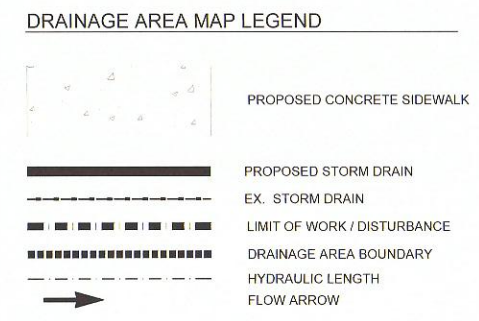 DRAINAGE AREA MAP LEGEND
PROPOSED CONCRETE SIDEWALK
PROPOSED STORM DRAIN
EX. STORM DRAIN
LIMIT OF WORK / DISTURBANCE
DRAINAGE AREA BOUNDARY
HYDRAULIC LENGTH
FLOW ARROW